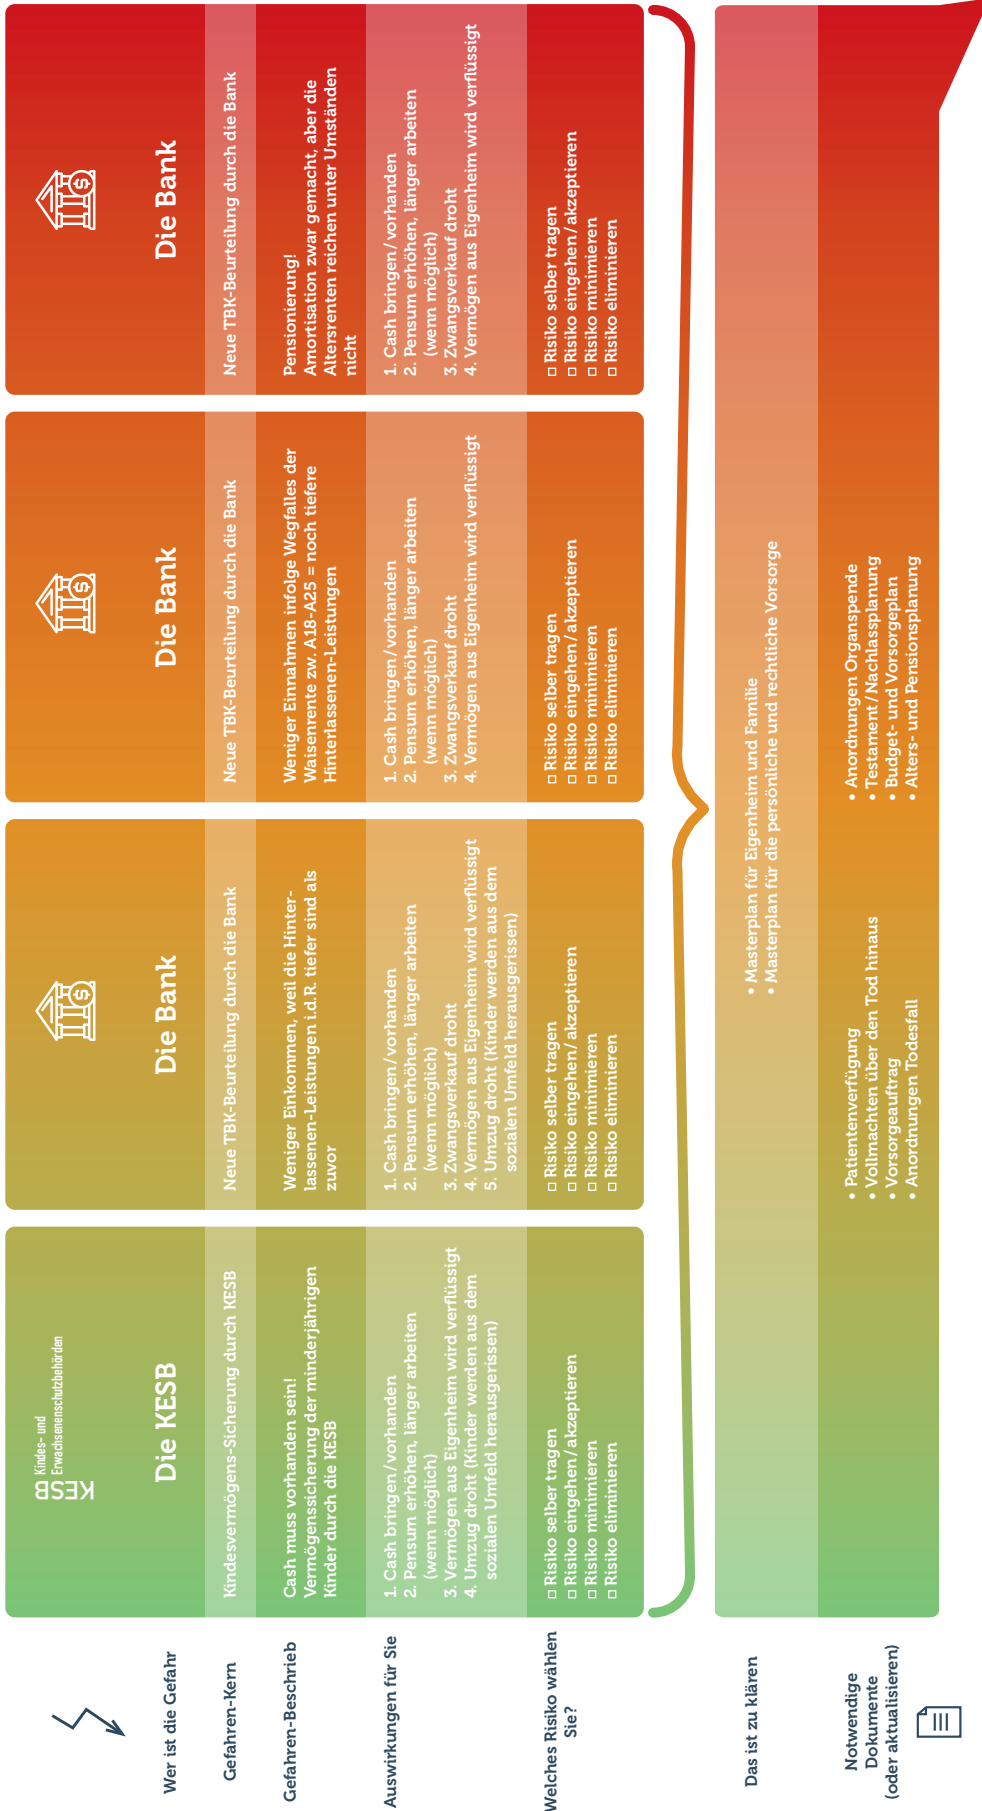 KESB
Kindes- und
Erwachsenenschutzbehörden
Wer ist die Gefahr
Die KESB
Die Bank
Die Bank
Die Bank
Gefahren-Kern
Kindesvermögens-Sicherung durch KESB
Neue TBK-Beurteilung durch die Bank
Neue TBK-Beurteilung durch die Bank
Neue TBK-Beurteilung durch die Bank
Gefahren-Beschrieb
Cash muss vorhanden sein!
Vermögenssicherung der minderjährigen
Kinder durch die KESB
Weniger Einkommen, weil die Hinter-
lassenen-Leistungen i.d.R. tiefer sind als
zuvor
Weniger Einnahmen infolge Wegfalles der
Waisenrente zw. A18-A25 = noch tiefere
Hinterlassenen-Leistungen
Pensionierung!
Amortisation zwar gemacht, aber die
Altersrenten reichen unter Umständen
nicht
Auswirkungen für Sie
1. Cash bringen/vorhanden
2. Pensum erhöhen, länger arbeiten
(wenn möglich)
3. Vermögen aus Eigenheim wird verflüssigt
4. Umzug droht (Kinder werden aus dem
sozialen Umfeld herausgerissen)
1. Cash bringen/vorhanden
2. Pensum erhöhen, länger arbeiten
(wenn möglich)
3. Zwangsverkauf droht
4. Vermögen aus Eigenheim wird verflüssigt
5. Umzug droht (Kinder werden aus dem
sozialen Umfeld herausgerissen)
1. Cash bringen/vorhanden
2. Pensum erhöhen, länger arbeiten
(wenn möglich)
3. Zwangsverkauf droht
4. Vermögen aus Eigenheim wird verflüssigt
1. Cash bringen/vorhanden
2. Pensum erhöhen, länger arbeiten
(wenn möglich)
3. Zwangsverkauf droht
4. Vermögen aus Eigenheim wird verflüssigt
Welches Risiko wählen
Sie?
□ Risiko selber tragen
□ Risiko eingehen/akzeptieren
□ Risiko minimieren
□ Risiko eliminieren
□ Risiko selber tragen
□ Risiko eingehen/akzeptieren
□ Risiko minimieren
□ Risiko eliminieren
□ Risiko selber tragen
□ Risiko eingehen/akzeptieren
□ Risiko minimieren
□ Risiko eliminieren
□ Risiko selber tragen
□ Risiko eingehen/akzeptieren
□ Risiko minimieren
□ Risiko eliminieren
Das ist zu klären
• Masterplan für Eigenheim und Familie
• Masterplan für die persönliche und rechtliche Vorsorge
Notwendige
Dokumente
(oder aktualisieren)
• Patientenverfügung
• Vollmachten über den Tod hinaus
• Vorsorgeauftrag
• Anordnungen Todesfall
• Anordnungen Organspende
• Testament/Nachlassplanung
• Budget- und Vorsorgeplan
• Alters- und Pensionsplanung